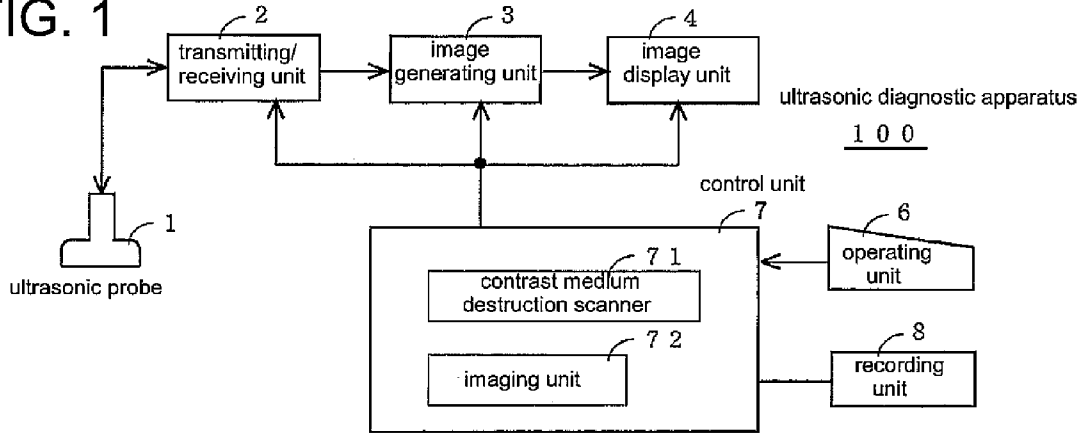 FIG. 1
2
3
4
transmitting/
receiving unit
image
generating unit
image
display unit
ultrasonic diagnostic apparatus
1 0 0
control unit
7
6
1
ultrasonic probe
operating
unit
7 1
contrast medium
destruction scanner
7 2
imaging unit
8
recording
unit